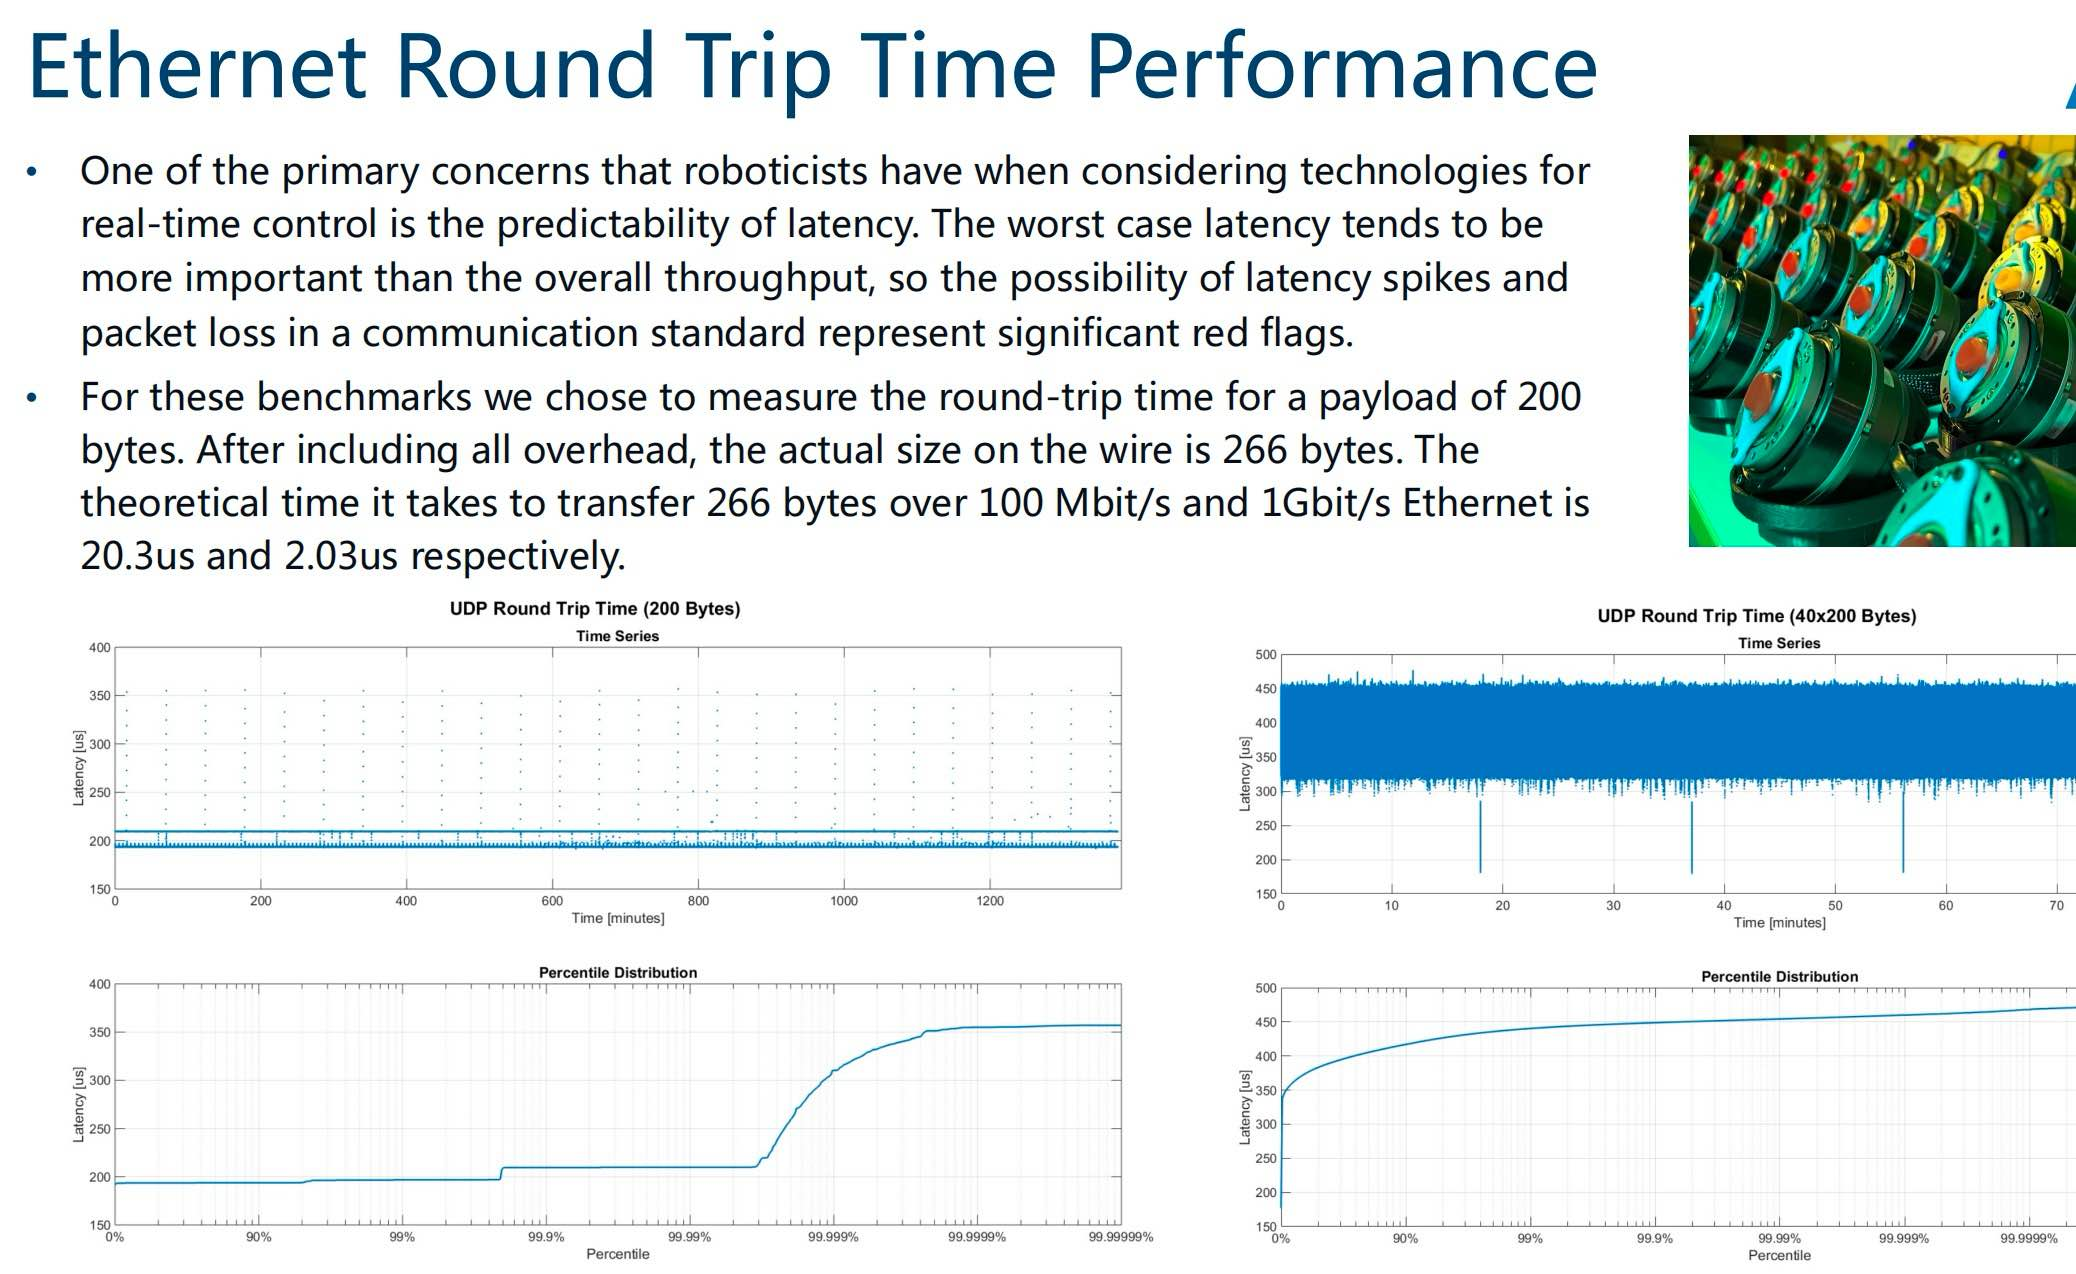 Ethernet Round Trip Time Performance
• One of the primary concerns that roboticists have when considering technologies for
real-time control is the predictability of latency. The worst case latency tends to be
more important than the overall throughput, so the possibility of latency spikes and
packet loss in a communication standard represent significant red flags.
• For these benchmarks we chose to measure the round-trip time for a payload of 200
bytes. After including all overhead, the actual size on the wire is 266 bytes. The
theoretical time it takes to transfer 266 bytes over 100 Mbit/s and 1Gbit/s Ethernet is
20.3us and 2.03us respectively.
UDP Round Trip Time (200 Bytes)
Time Series
400
350
300
250
200
150
Latency [us]
0 200 400 600 800 1000 1200
Time [minutes]
Percentile Distribution
400
350
300
250
200
150
Latency [us]
0% 90% 99% 99.9% 99.99% 99.999% 99.9999% 99.99999%
Percentile
UDP Round Trip Time (40x200 Bytes)
Time Series
500
450
400
350
300
250
200
150
Latency [us]
0 10 20 30 40 50 60 70
Time [minutes]
Percentile Distribution
500
450
400
350
300
250
200
150
Latency [us]
0% 90% 99% 99.9% 99.99% 99.999% 99.9999%
Percentile